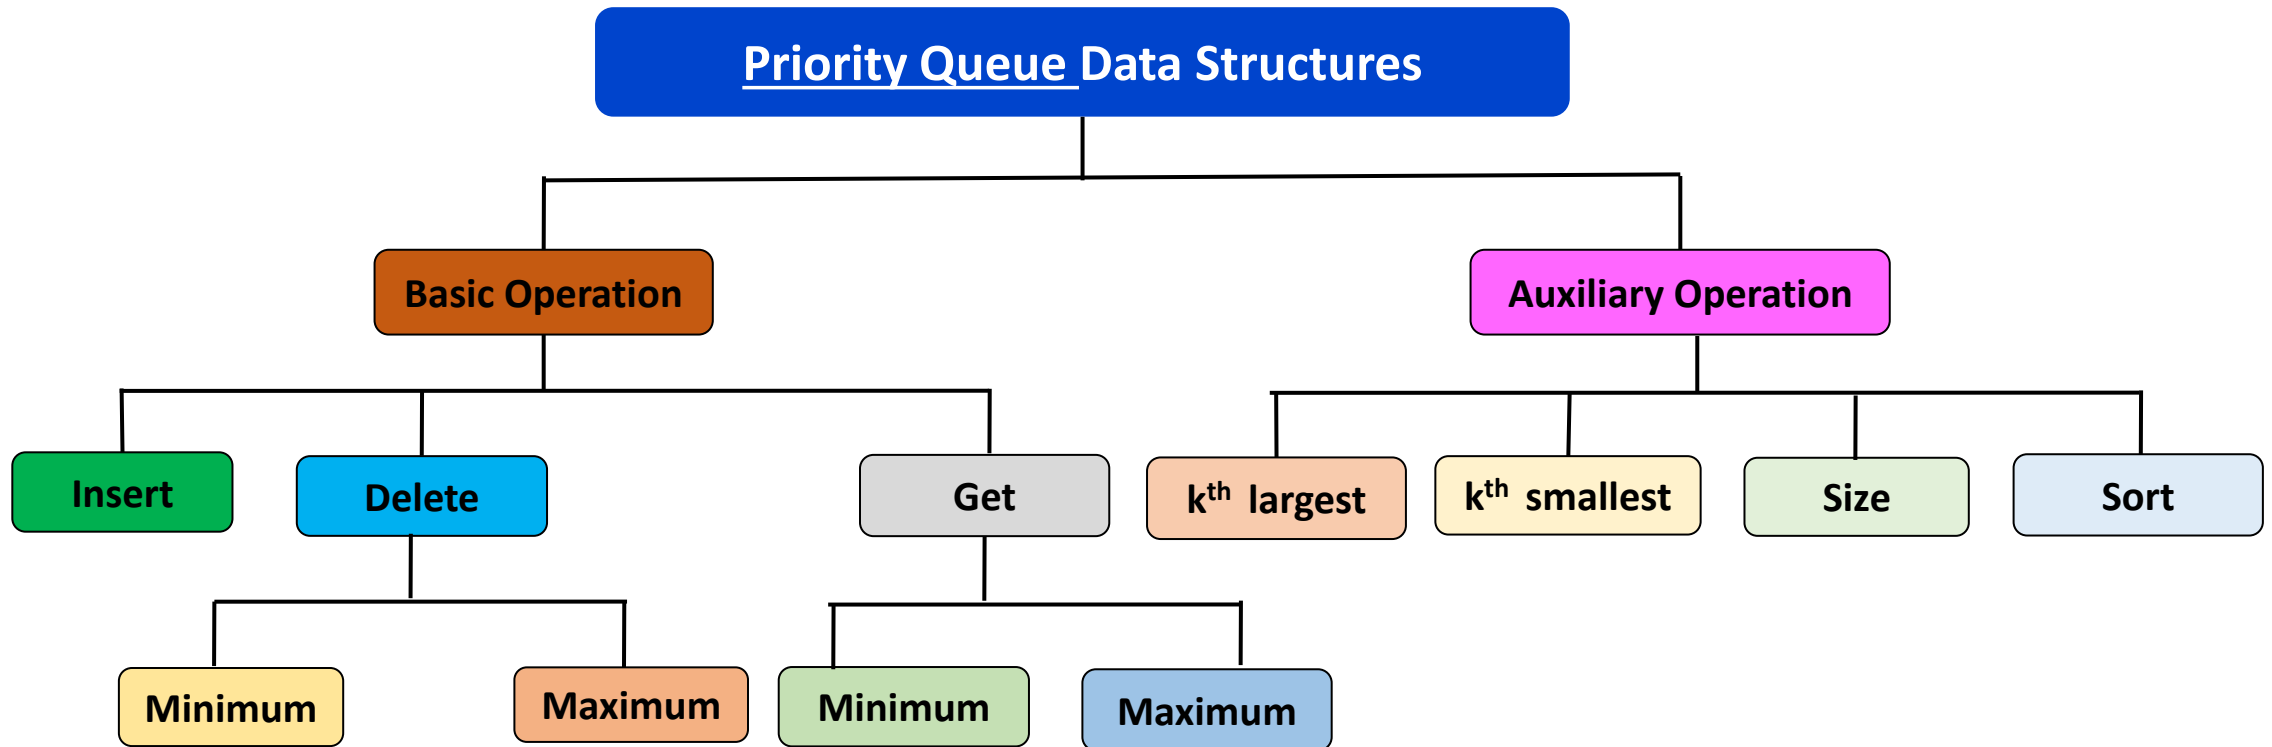 Priority Queue Data Structures
Basic Operation
Auxiliary Operation
Insert
Delete
Get
kth largest
kth smallest
Size
Sort
Minimum
Maximum
Minimum
Maximum